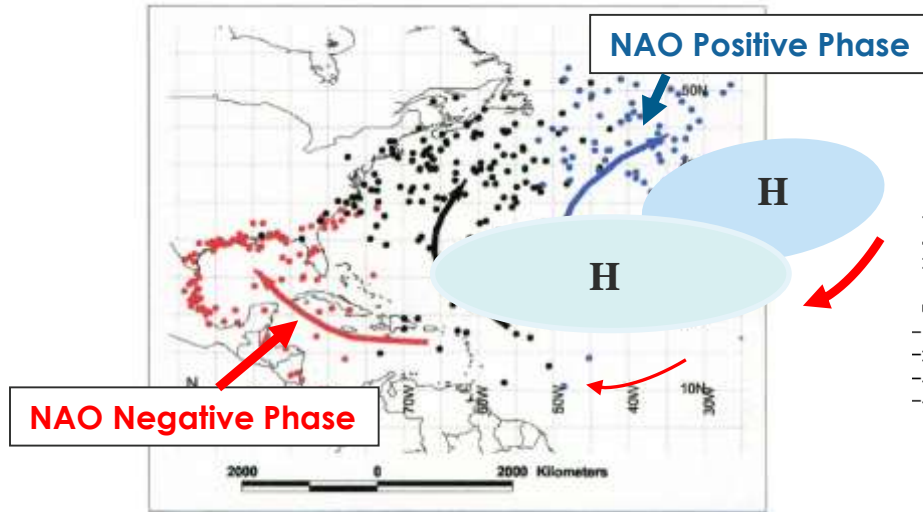 NAO Positive Phase
50N
H
H
NAO Negative Phase
70W
60W
50W
40W
10N
30W
2000 0 2000 Kilometers